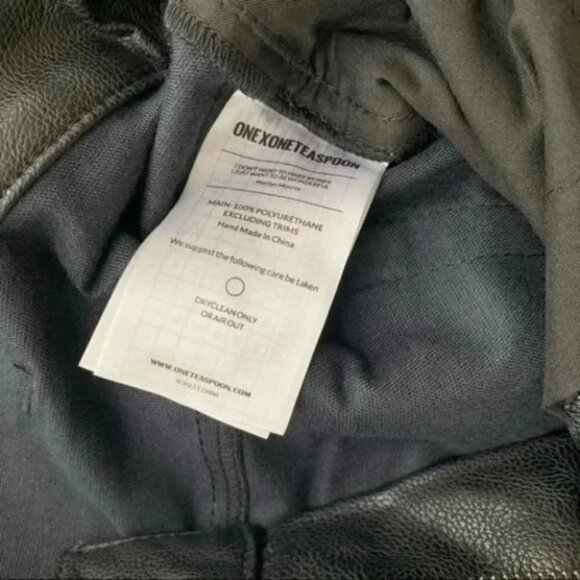 ONEXONETEASPOON
I DON'T WANT TO MAKE MONEY
I JUST WANT TO BE WONDERFUL
Marilyn Monroe
MAIN: 100% POLYURETHANE
EXCLUDING TRIMS
Hand Made in China
We suggest the following care be taken
DRYCLEAN ONLY
OR AIR OUT
WWW.ONETEASPOON.COM